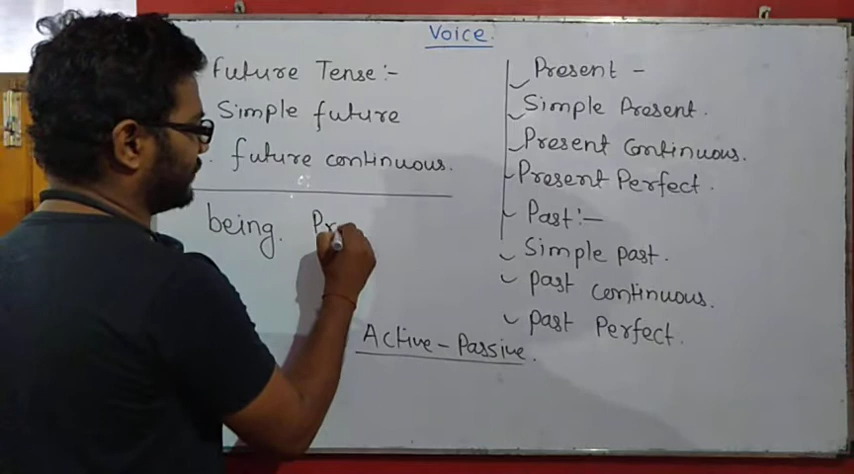 Voice.
Future Tense:-
Simple future
. future continuous.
being. Pr
Present -
Simple Present.
Present Continuous.
Present Perfect.
Past:-
Simple past.
past continuous.
past Perfect.
Active - Passive.